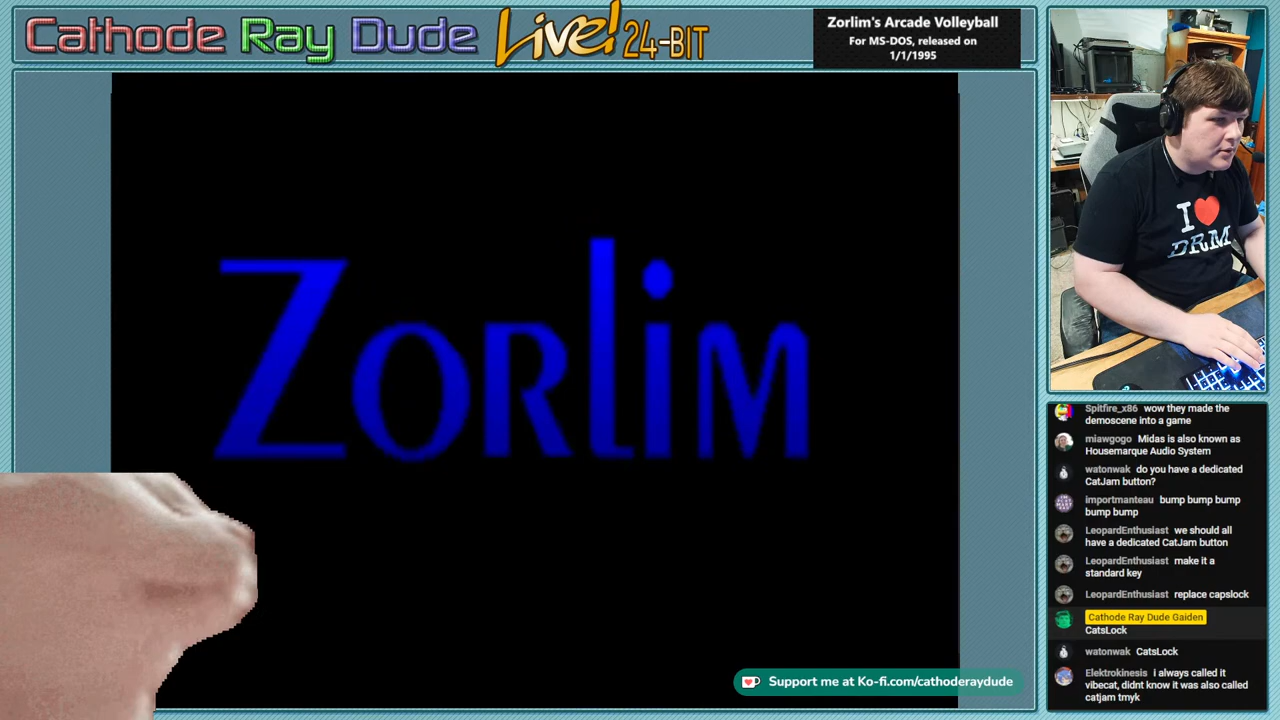 Cathode Ray Dude Live! 24-BIT
Zorlim's Arcade Volleyball
For MS-DOS, released on
1/1/1995
Zorlim
I ❤
DRM
Spitfire_x86 wow they made the
demoscene into a game
miawgogo Midas is also known as
Housemarque Audio System
watonwak do you have a dedicated
CatJam button?
importmanteau bump bump bump
bump bump
LeopardEnthusiast we should all
have a dedicated CatJam button
LeopardEnthusiast make it a
standard key
LeopardEnthusiast replace capslock
Cathode Ray Dude Gaiden
CatsLock
watonwak CatsLock
Elektrokinesis i always called it
vibecat, didnt know it was also called
catjam tmyk
Support me at Ko-fi.com/cathoderaydude